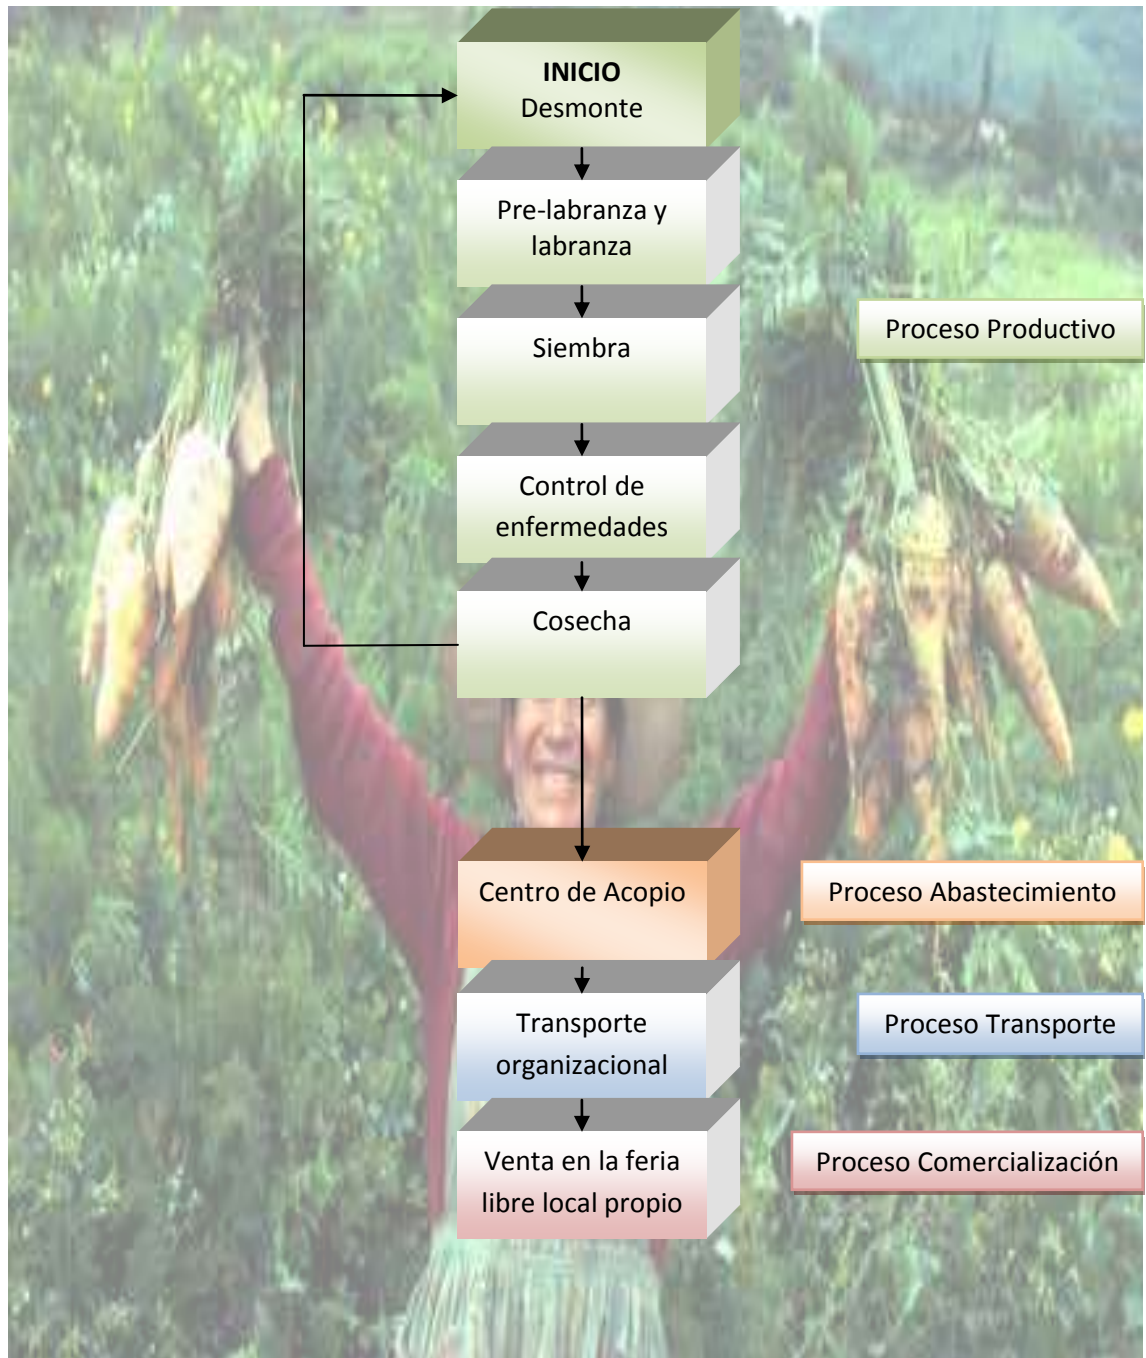 INICIO
Desmonte
Pre-labranza y
labranza
Siembra
Proceso Productivo
Control de
enfermedades
Cosecha
Centro de Acopio
Proceso Abastecimiento
Transporte
organizacional
Proceso Transporte
Venta en la feria
libre local propio
Proceso Comercialización